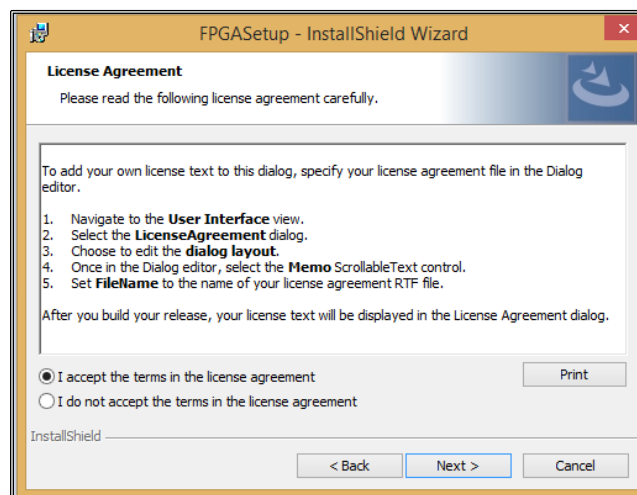 FPGASetup - InstallShield Wizard
License Agreement
Please read the following license agreement carefully.
To add your own license text to this dialog, specify your license agreement file in the Dialog
editor.
1. Navigate to the User Interface view.
2. Select the LicenseAgreement dialog.
3. Choose to edit the dialog layout.
4. Once in the Dialog editor, select the Memo ScrollableText control.
5. Set FileName to the name of your license agreement RTF file.
After you build your release, your license text will be displayed in the License Agreement dialog.
I accept the terms in the license agreement
Print
I do not accept the terms in the license agreement
InstallShield
< Back
Next >
Cancel